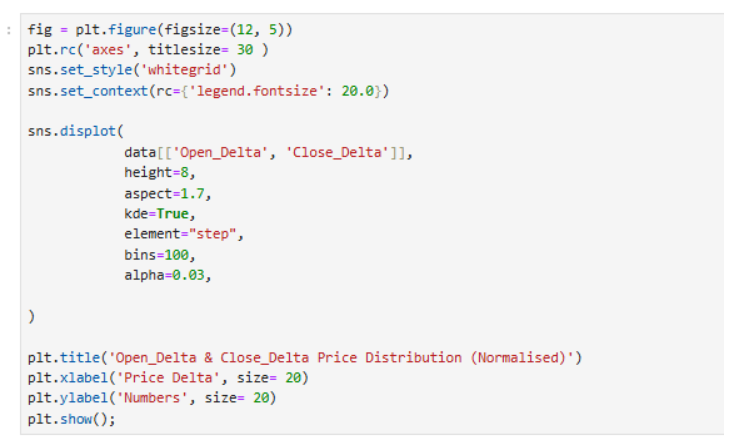 : fig = plt.figure(figsize=(12, 5))
plt.rc('axes', titlesize= 30 )
sns.set_style('whitegrid')
sns.set_context(rc={'legend.fontsize': 20.0})
sns.displot(
data[['Open_Delta', 'Close_Delta']],
height=8,
aspect=1.7,
kde=True,
element="step",
bins=100,
alpha=0.03,
)
plt.title('Open_Delta & Close_Delta Price Distribution (Normalised)')
plt.xlabel('Price Delta', size= 20)
plt.ylabel('Numbers', size= 20)
plt.show();